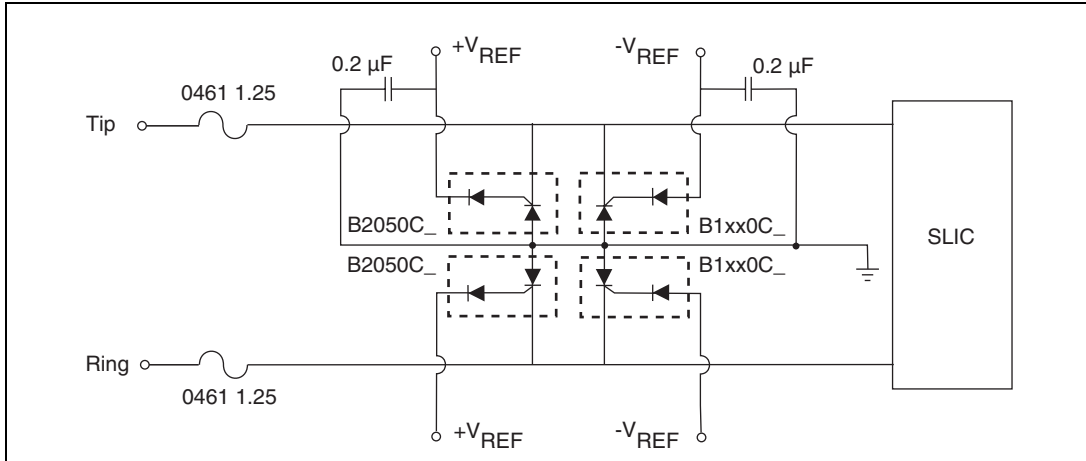 +VREF
-VREF
0.2 µF
0.2 µF
0461 1.25
Tip
B2050C_
B1xx0C_
SLIC
B2050C_
B1xx0C_
Ring
0461 1.25
+VREF
-VREF